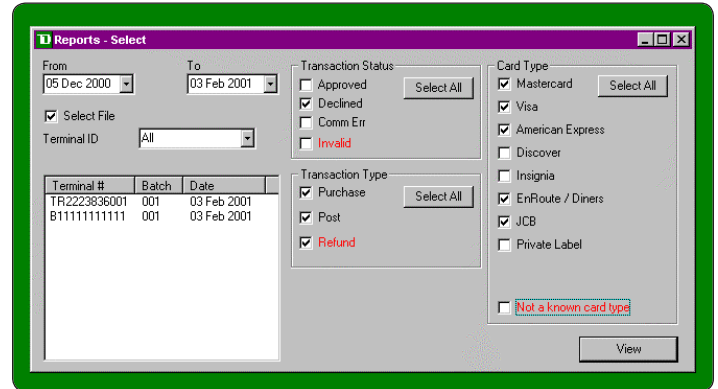 TD Reports - Select
From To
05 Dec 2000 03 Feb 2001
Select File
Terminal ID All
Terminal # Batch Date
TR2223836001 001 03 Feb 2001
B11111111111 001 03 Feb 2001
Transaction Status
Approved Select All
Declined
Comm Err
Invalid
Transaction Type
Purchase Select All
Post
Refund
Card Type
Mastercard Select All
Visa
American Express
Discover
Insignia
EnRoute / Diners
JCB
Private Label
Not a known card type
View